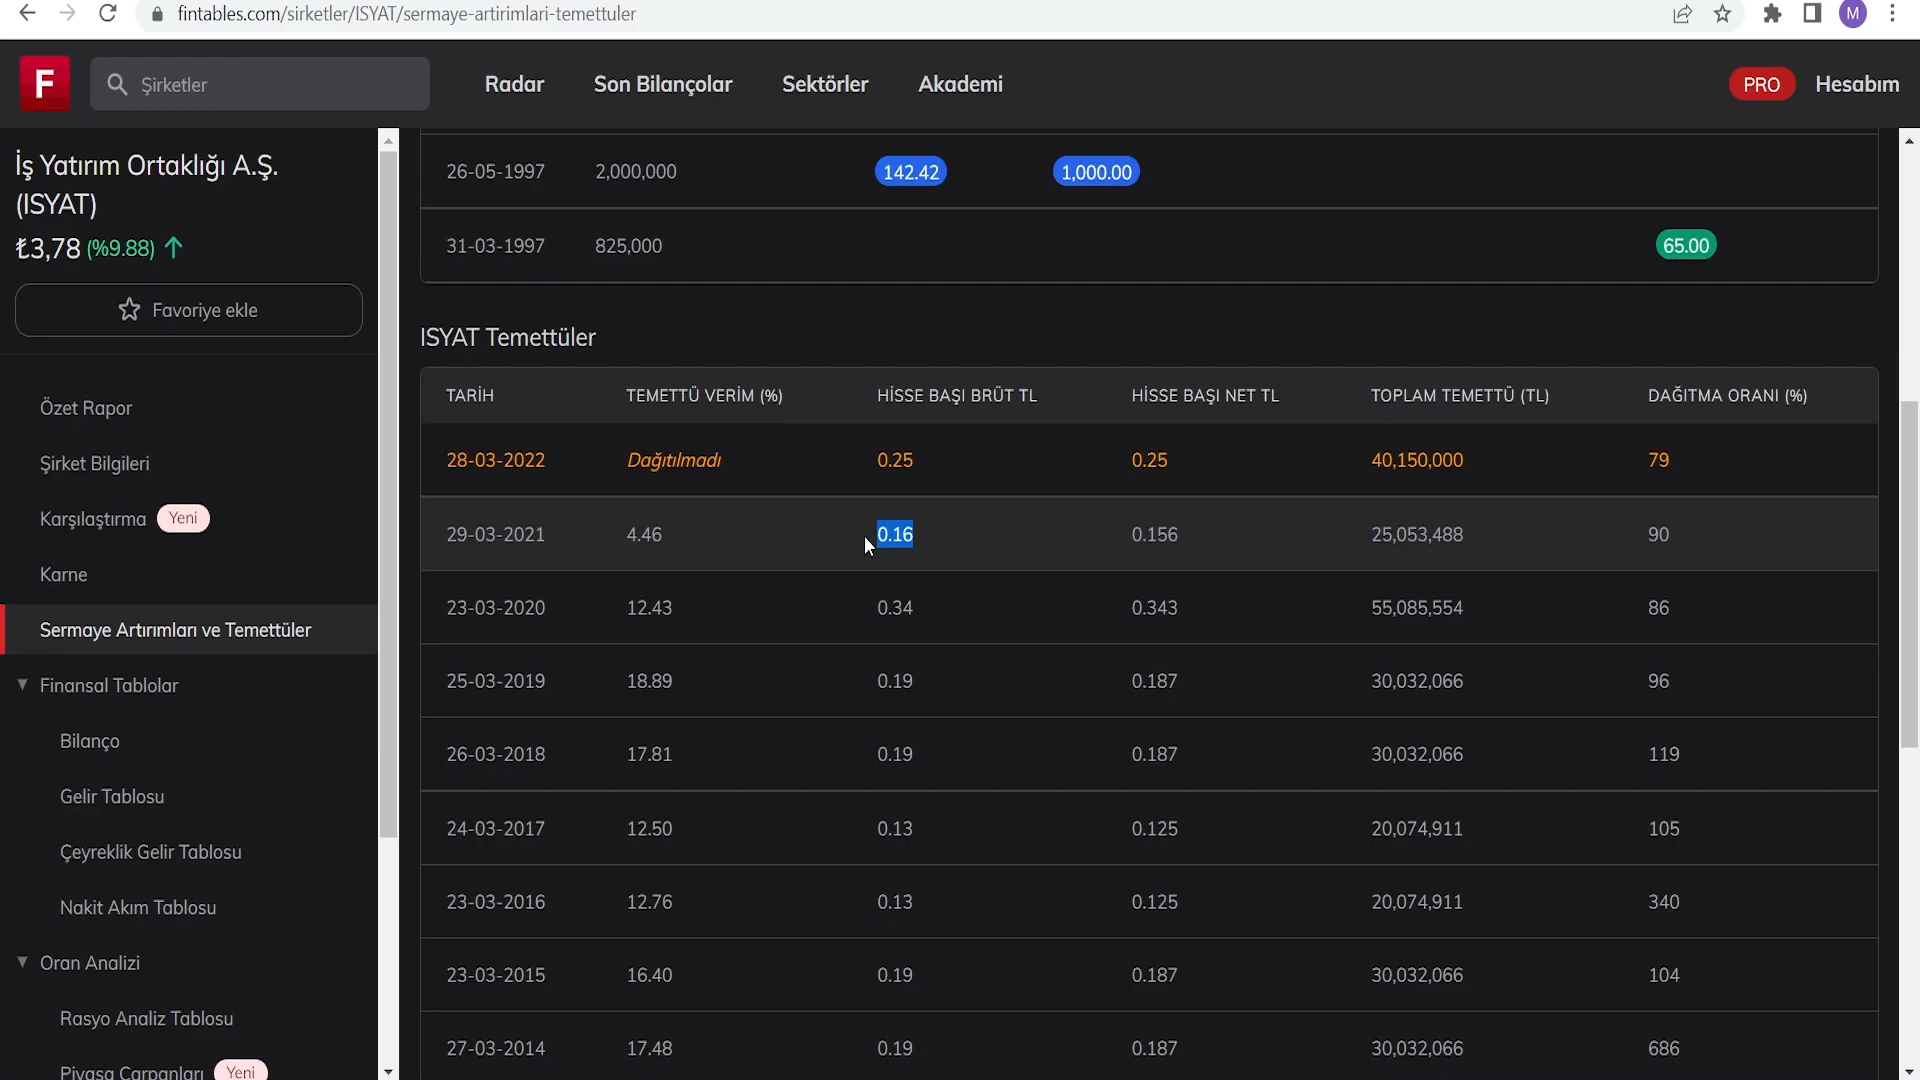 fintables.com/sirketler/ISYAT/sermaye-artirimlari-temettuler
M
F
Şirketler
Radar
Son Bilançolar
Sektörler
Akademi
PRO
Hesabım
İş Yatırım Ortaklığı A.Ş.
(ISYAT)
₺3,78 (%9.88)
Favoriye ekle
Özet Rapor
Şirket Bilgileri
Karşılaştırma Yeni
Karne
Sermaye Artırımları ve Temettüler
Finansal Tablolar
Bilanço
Gelir Tablosu
Çeyreklik Gelir Tablosu
Nakit Akım Tablosu
Oran Analizi
Rasyo Analiz Tablosu
Piyasa Çarpanları Yeni
26-05-1997 2,000,000 142.42 1,000.00
31-03-1997 825,000 65.00
ISYAT Temettüler
TARİH TEMETTÜ VERİM (%) HİSSE BAŞI BRÜT TL HİSSE BAŞI NET TL TOPLAM TEMETTÜ (TL) DAĞITMA ORANI (%)
28-03-2022 Dağıtılmadı 0.25 0.25 40,150,000 79
29-03-2021 4.46 0.16 0.156 25,053,488 90
23-03-2020 12.43 0.34 0.343 55,085,554 86
25-03-2019 18.89 0.19 0.187 30,032,066 96
26-03-2018 17.81 0.19 0.187 30,032,066 119
24-03-2017 12.50 0.13 0.125 20,074,911 105
23-03-2016 12.76 0.13 0.125 20,074,911 340
23-03-2015 16.40 0.19 0.187 30,032,066 104
27-03-2014 17.48 0.19 0.187 30,032,066 686